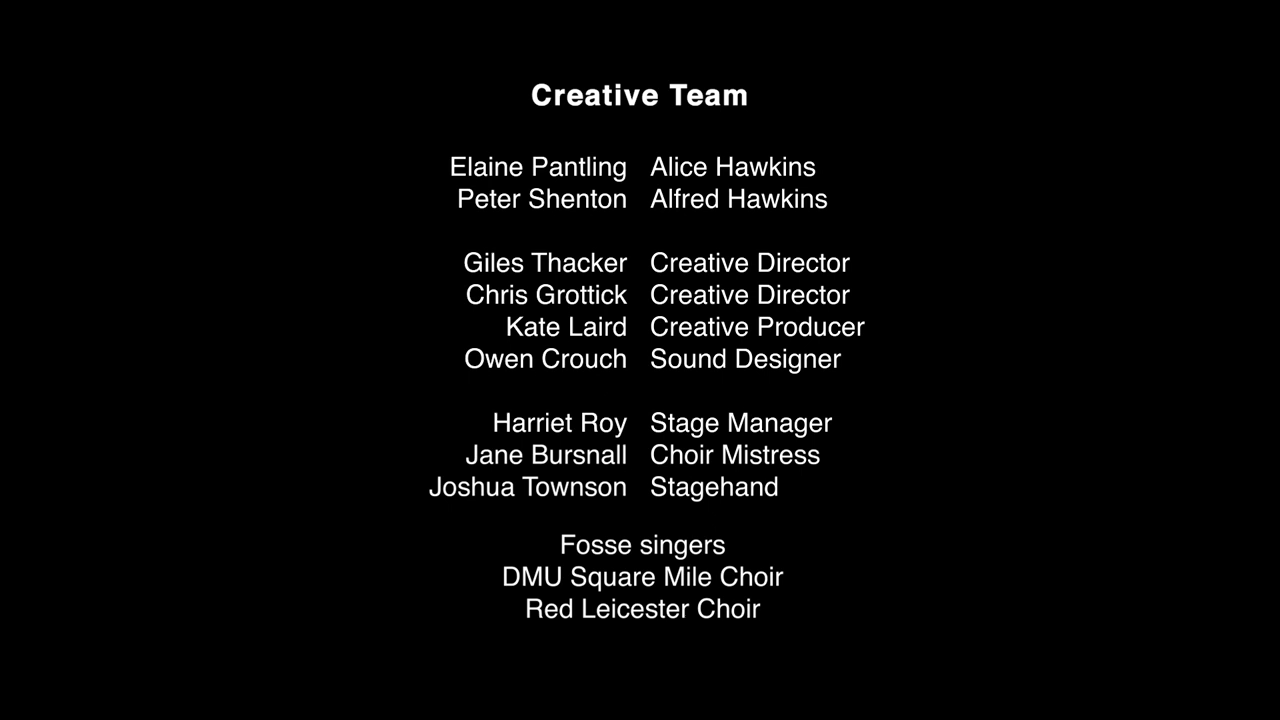 Creative Team
Elaine Pantling Alice Hawkins
Peter Shenton Alfred Hawkins
Giles Thacker Creative Director
Chris Grottick Creative Director
Kate Laird Creative Producer
Owen Crouch Sound Designer
Harriet Roy Stage Manager
Jane Bursnall Choir Mistress
Joshua Townson Stagehand
Fosse singers
DMU Square Mile Choir
Red Leicester Choir